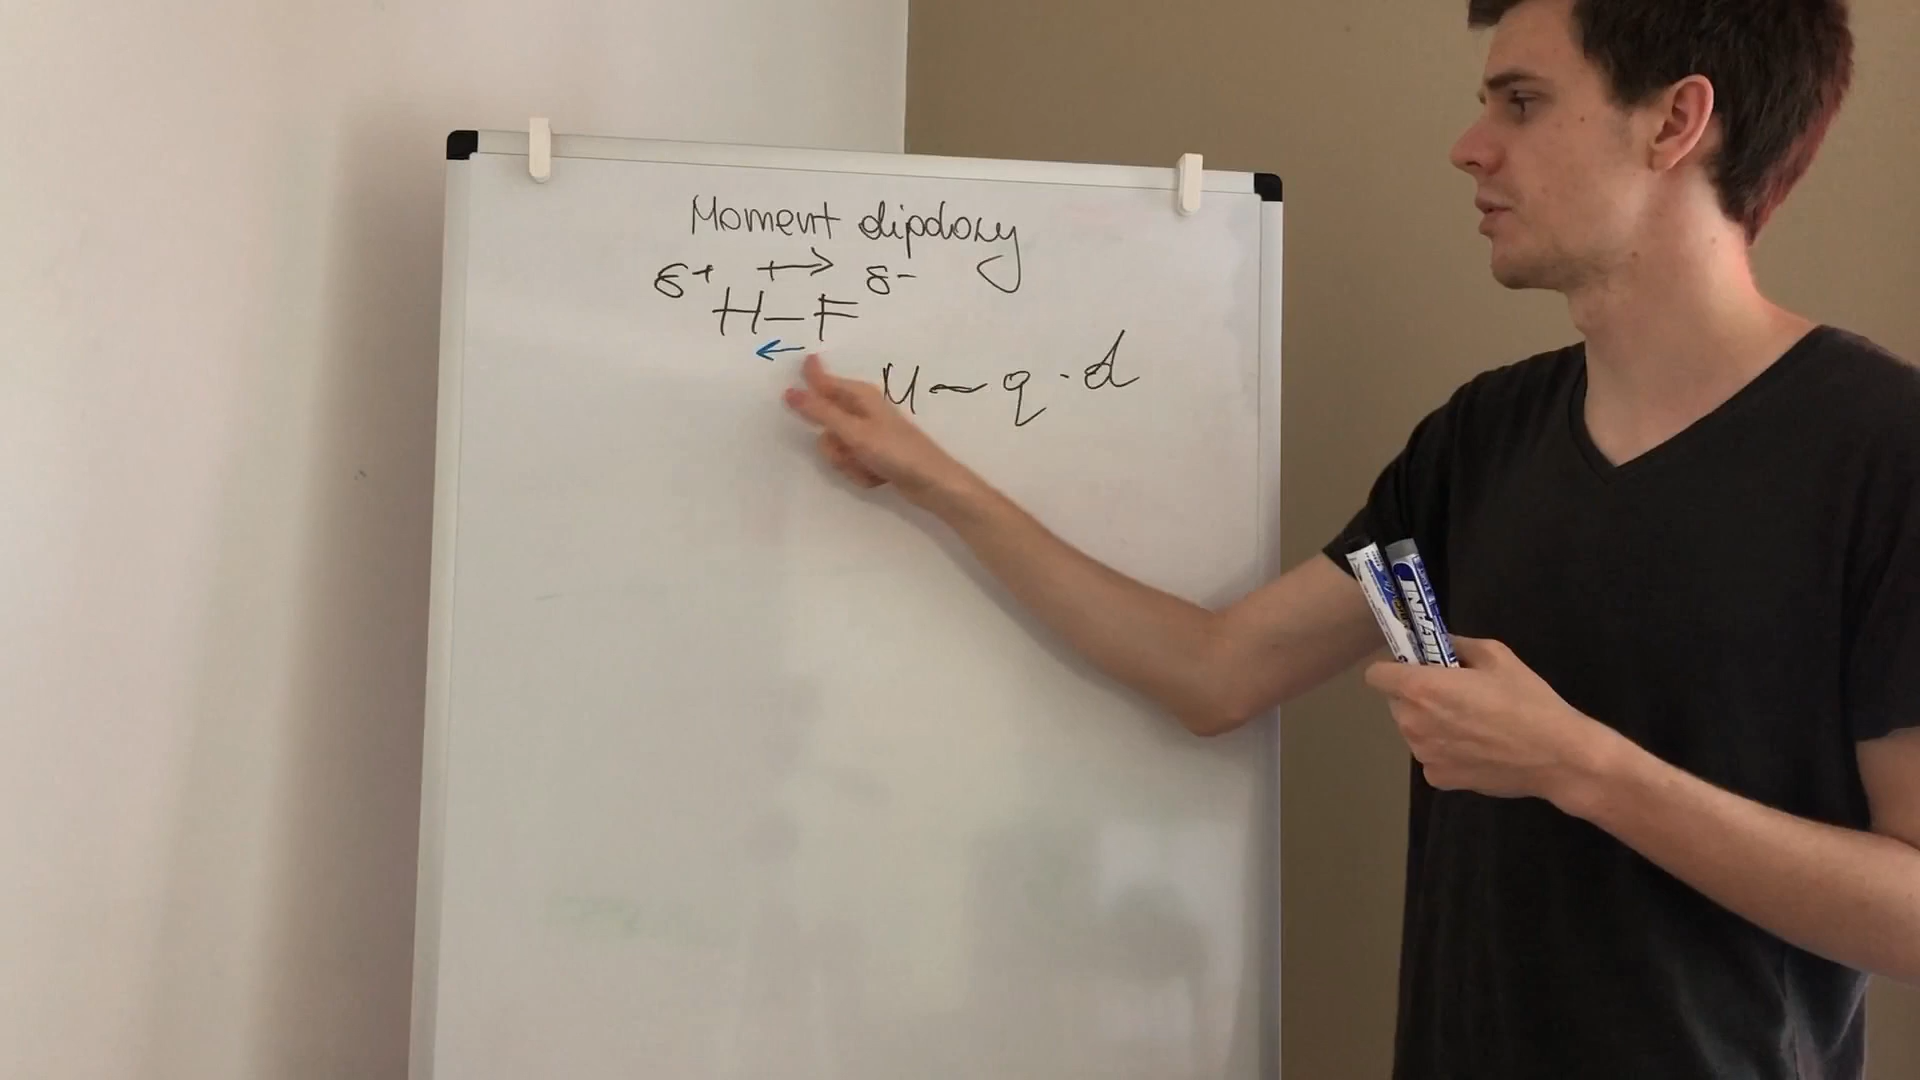 Moment dipolowy
δ+ +→ δ-
H–F
←
μ ~ q · d